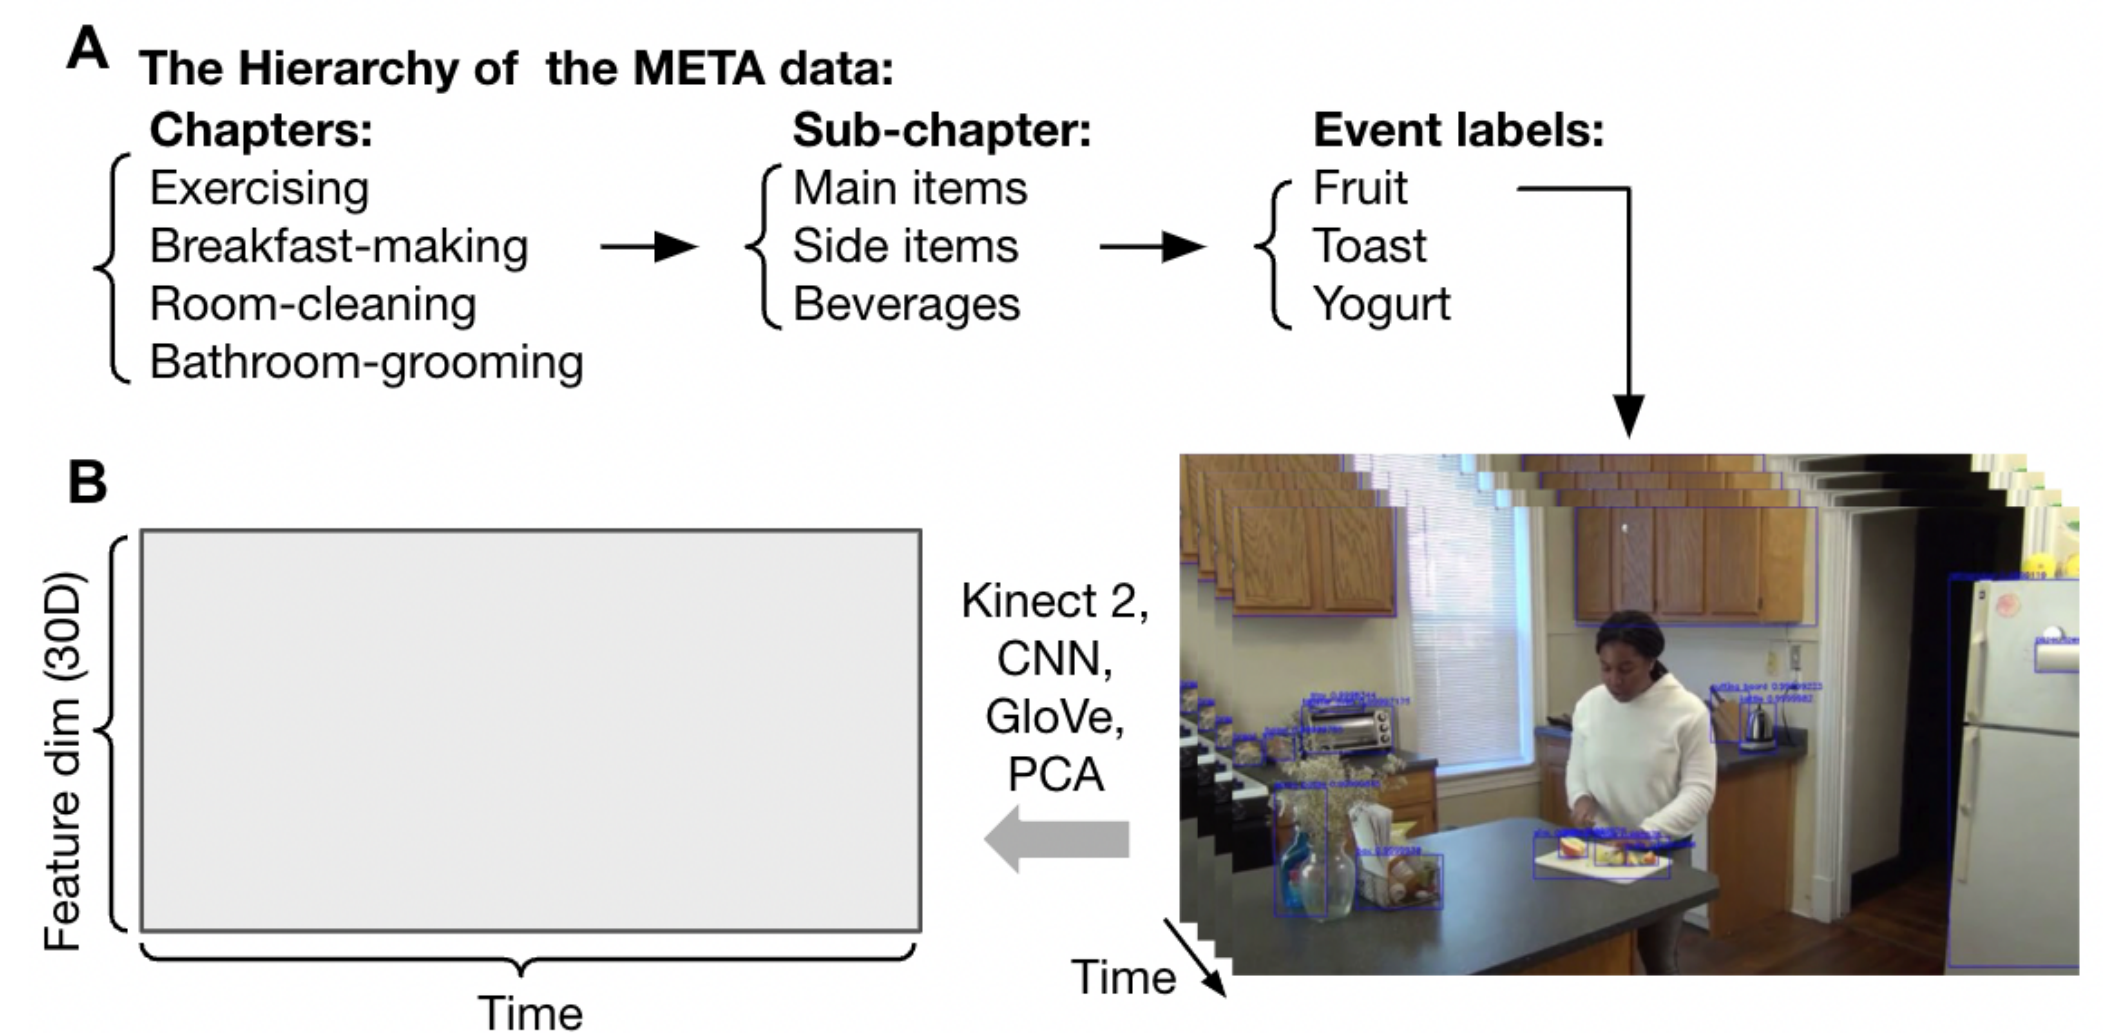 A
The Hierarchy of the META data:
Chapters:
Exercising
Breakfast-making
Room-cleaning
Bathroom-grooming
Sub-chapter:
Main items
Side items
Beverages
Event labels:
Fruit
Toast
Yogurt
B
Feature dim (30D)
Time
Kinect 2,
CNN,
GloVe,
PCA
Time